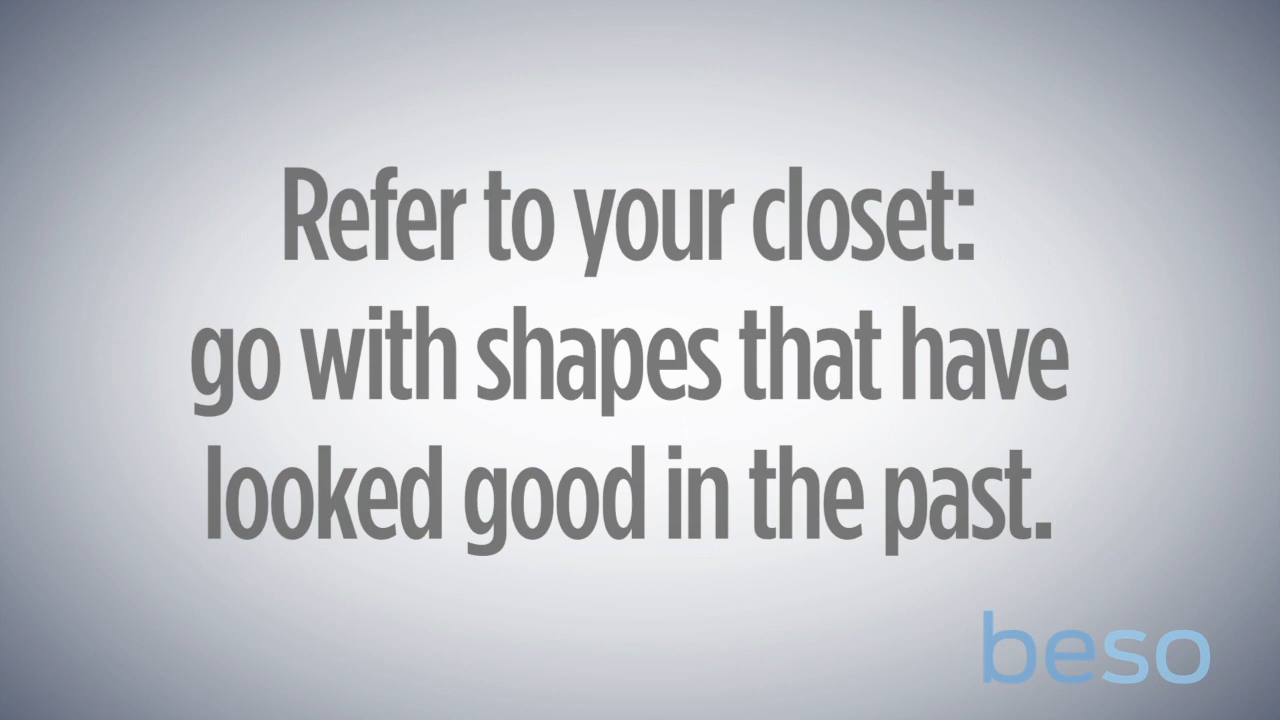 Refer to your closet:
go with shapes that have
looked good in the past.
beso